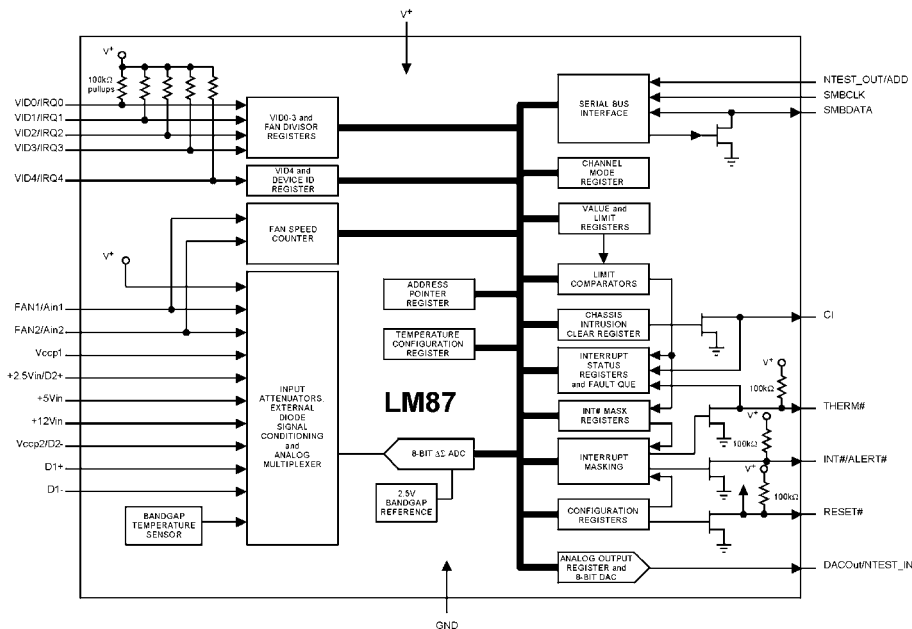 V+
V+
100kΩ
pullups
VID0/IRQ0
VID1/IRQ1
VID2/IRQ2
VID3/IRQ3
VID4/IRQ4
VID0-3 and
FAN DIVISOR
REGISTERS
VID4 and
DEVICE ID
REGISTER
FAN SPEED
COUNTER
V+
FAN1/Ain1
FAN2/Ain2
Vccp1
+2.5Vin/D2+
+5Vin
+12Vin
Vccp2/D2-
D1+
D1-
INPUT
ATTENUATORS,
EXTERNAL
DIODE
SIGNAL
CONDITIONING
and
ANALOG
MULTIPLEXER
BANDGAP
TEMPERATURE
SENSOR
ADDRESS
POINTER
REGISTER
TEMPERATURE
CONFIGURATION
REGISTER
LM87
8-BIT ΔΣ ADC
2.5V
BANDGAP
REFERENCE
SERIAL BUS
INTERFACE
CHANNEL
MODE
REGISTER
VALUE and
LIMIT
REGISTERS
LIMIT
COMPARATORS
CHASSIS
INTRUSION
CLEAR REGISTER
INTERRUPT
STATUS
REGISTERS
and FAULT QUE
INT# MASK
REGISTERS
INTERRUPT
MASKING
CONFIGURATION
REGISTERS
ANALOG OUTPUT
REGISTER and
8-BIT DAC
NTEST_OUT/ADD
SMBCLK
SMBDATA
CI
V+
100kΩ
THERM#
V+
100kΩ
INT#/ALERT#
V+
100kΩ
RESET#
DACOut/NTEST_IN
GND